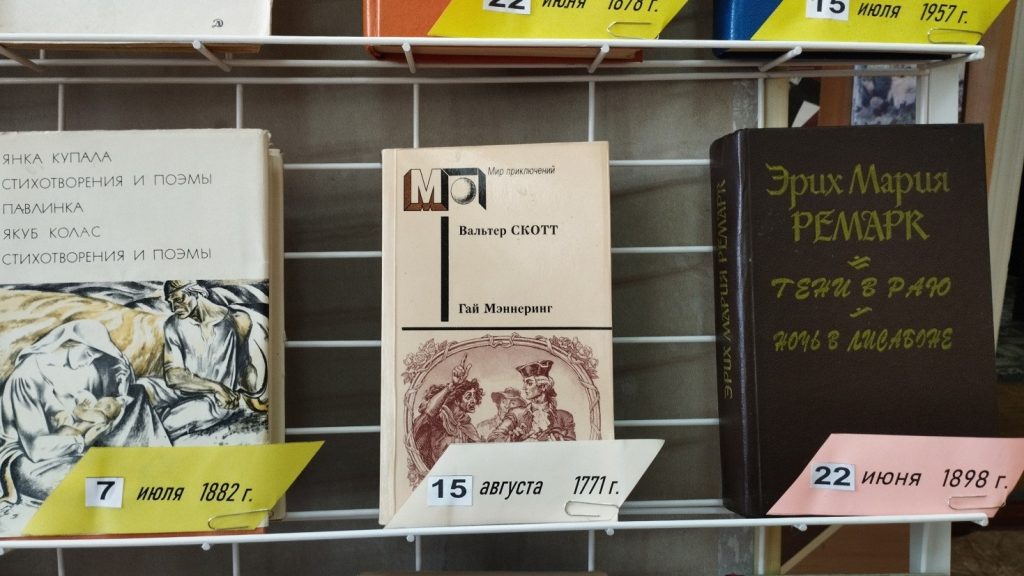 22 июня 1878 г.
15 июля 1957 г.
ЯНКА КУПАЛА
СТИХОТВОРЕНИЯ И ПОЭМЫ
ПАВЛИНКА
ЯКУБ КОЛАС
СТИХОТВОРЕНИЯ И ПОЭМЫ
7 июля 1882 г.
МП
Мир приключений
Вальтер СКОТТ
Гай Мэннеринг
15 августа 1771 г.
ЭРИХ МАРИЯ РЕМАРК
Эрих Мария
РЕМАРК
ТЕНИ В РАЮ
НОЧЬ В ЛИСАБОНЕ
22 июня 1898 г.